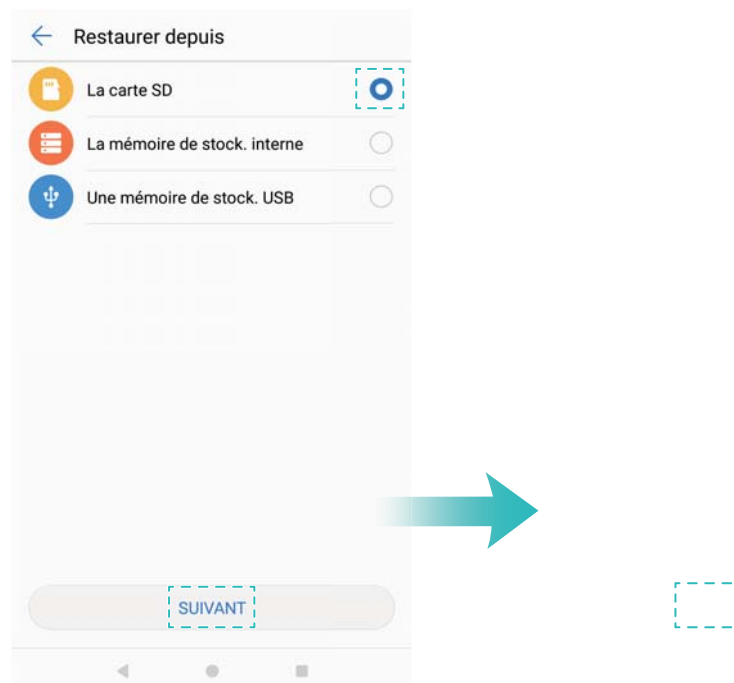 Restaurer depuis
La carte SD
La mémoire de stock. interne
Une mémoire de stock. USB
SUIVANT